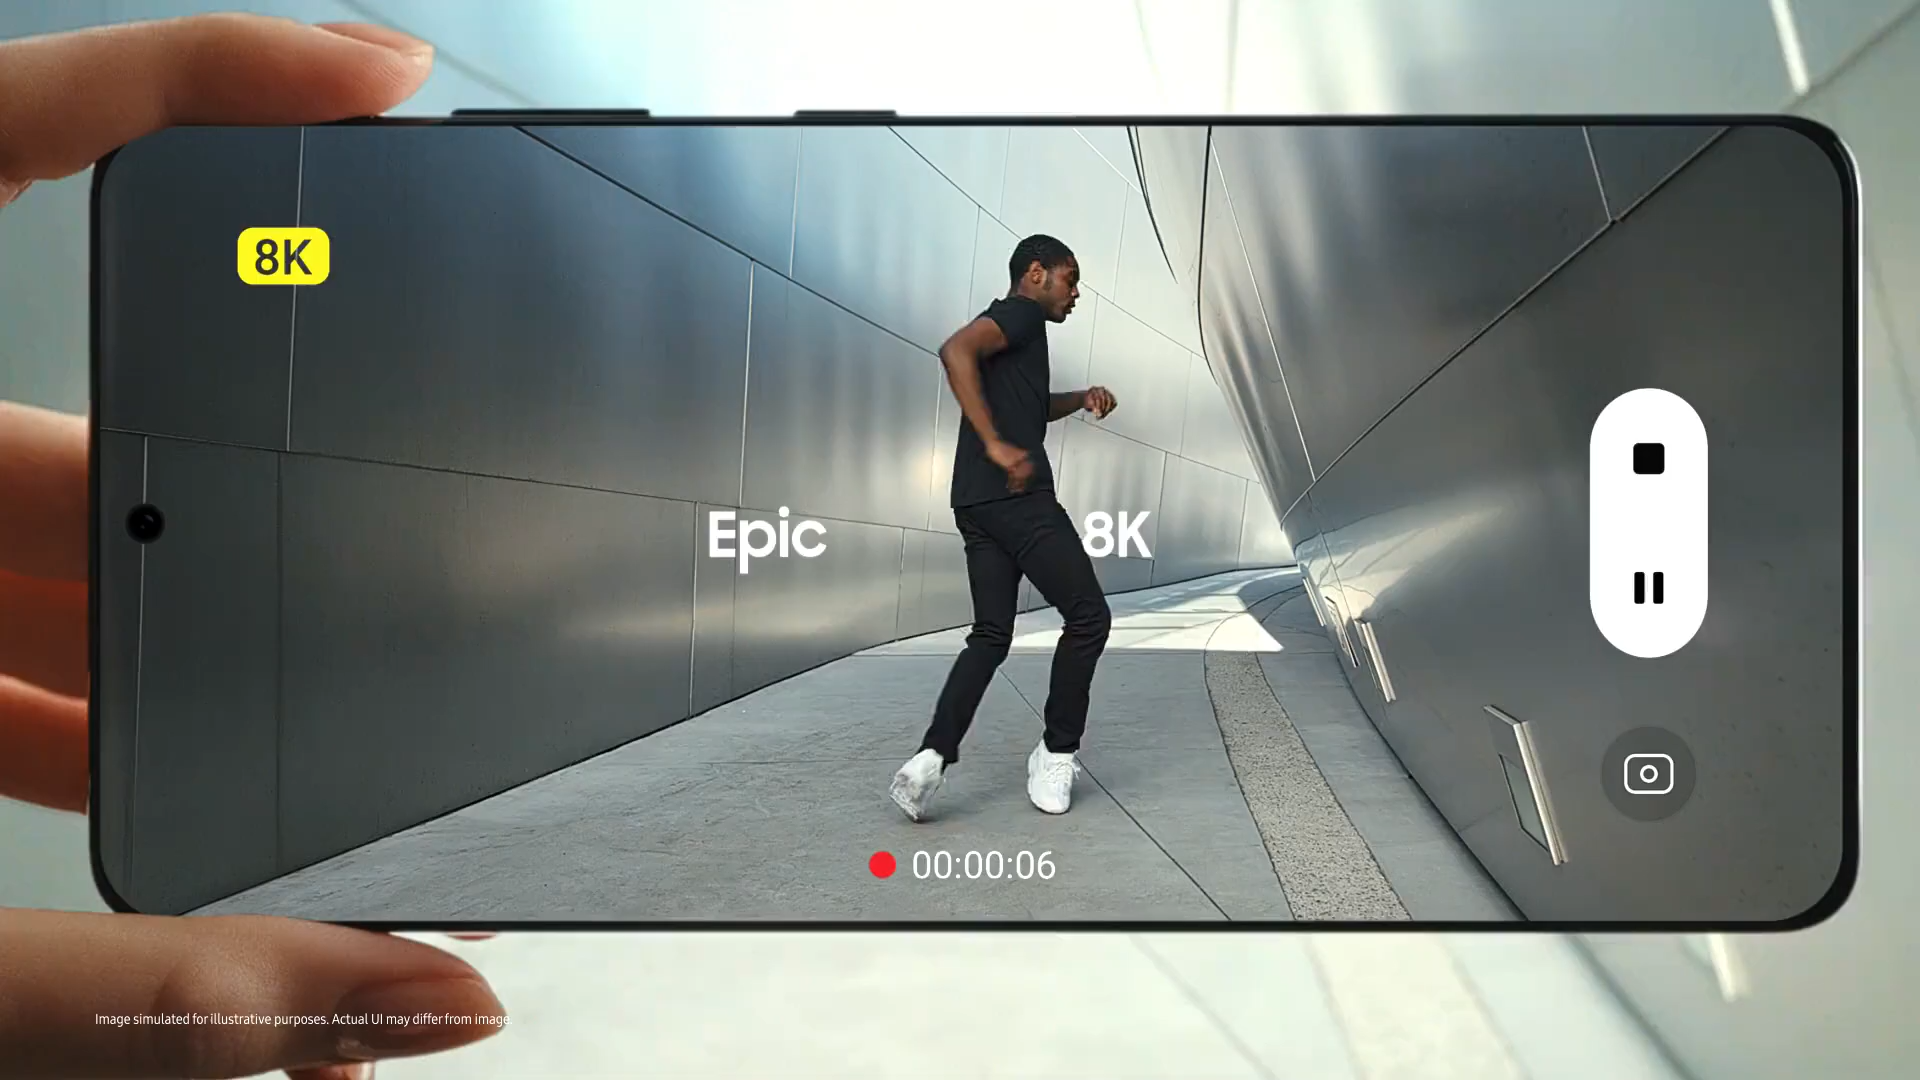 8K
Epic 8K
00:00:06
Image simulated for illustrative purposes. Actual UI may differ from image.